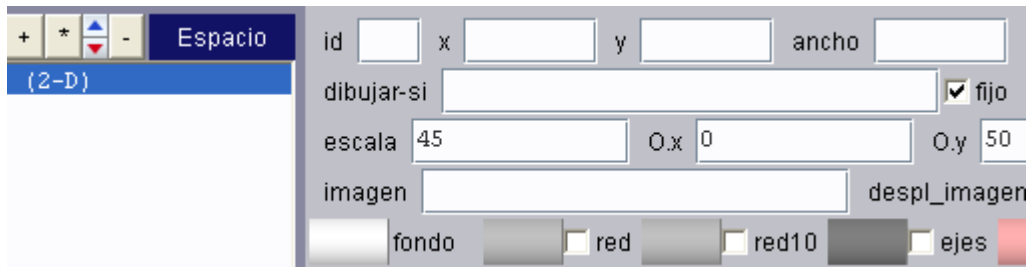 + * - Espacio id x y ancho
(2-D)
dibujar-si fijo
escala 45 O.x 0 O.y 50
imagen despl_imagen
fondo red red10 ejes